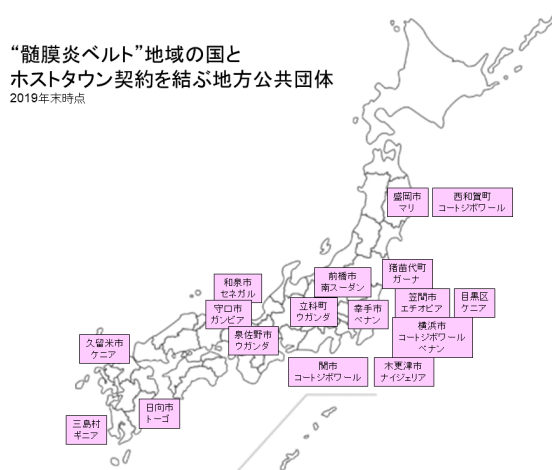 “髄膜炎ベルト”地域の国と
ホストタウン契約を結ぶ地方公共団体
2019年末時点
盛岡市
マリ
西和賀町
コートジボワール
猪苗代町
ガーナ
前橋市
南スーダン
和泉市
セネガル
笠間市
エチオピア
目黒区
ケニア
立科町
ウガンダ
幸手市
ベナン
守口市
ガンビア
横浜市
コートジボワール
ベナン
泉佐野市
ウガンダ
久留米市
ケニア
関市
コートジボワール
木更津市
ナイジェリア
日向市
トーゴ
三島村
ギニア